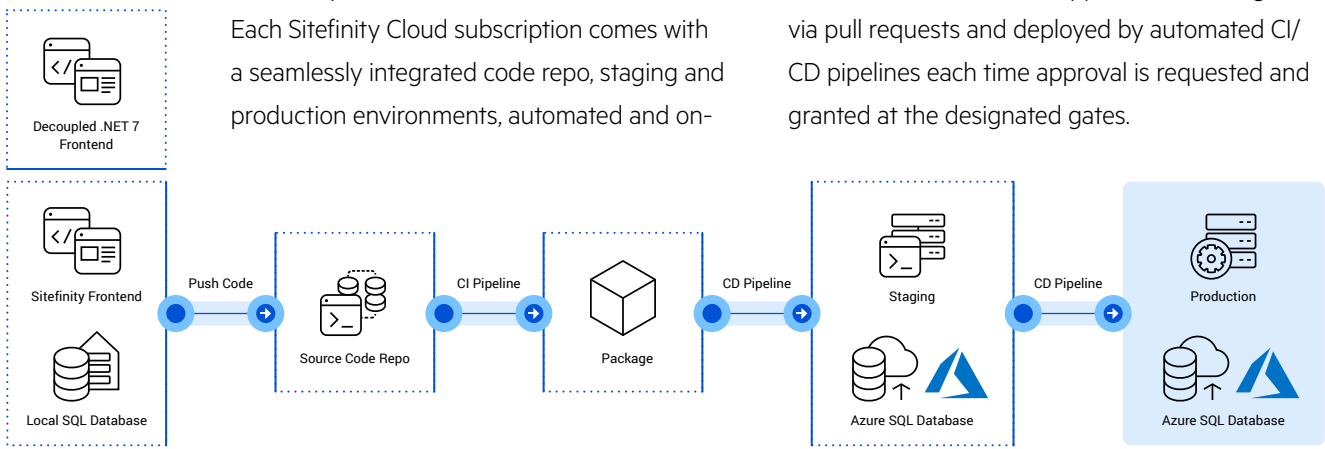 Each Sitefinity Cloud subscription comes with
a seamlessly integrated code repo, staging and
production environments, automated and on-
via pull requests and deployed by automated CI/
CD pipelines each time approval is requested and
granted at the designated gates.
Decoupled .NET 7
Frontend
Sitefinity Frontend
Local SQL Database
Push Code
Source Code Repo
CI Pipeline
Package
CD Pipeline
Staging
Azure SQL Database
CD Pipeline
Production
Azure SQL Database